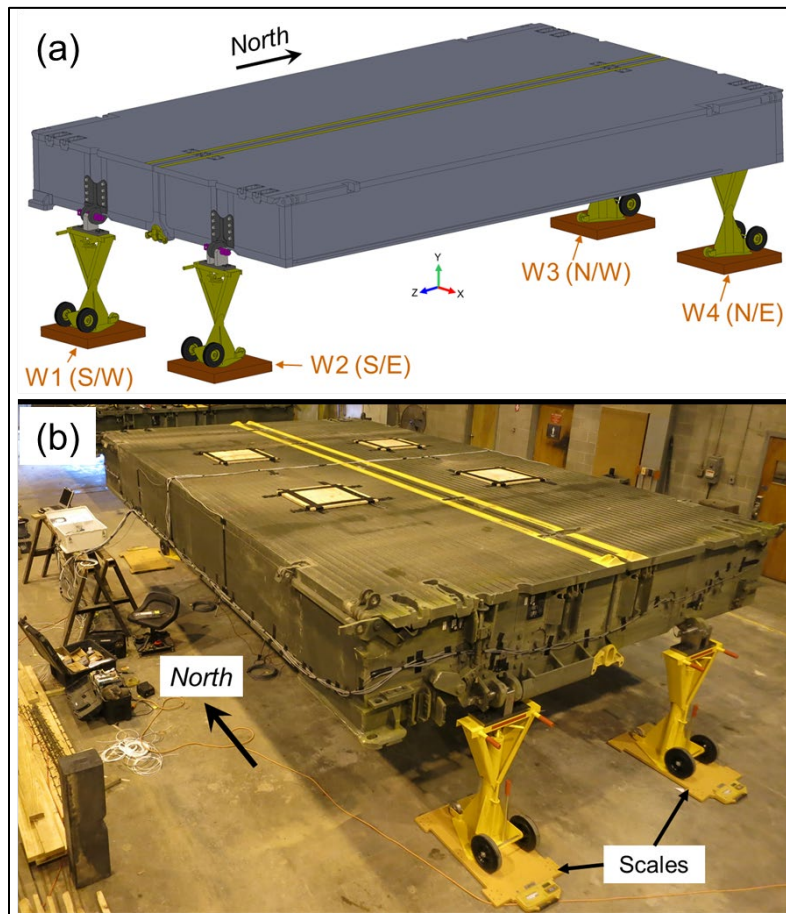 (a)
North
W3 (N/W)
W4 (N/E)
Y
Z
X
W1 (S/W)
W2 (S/E)
(b)
North
Scales